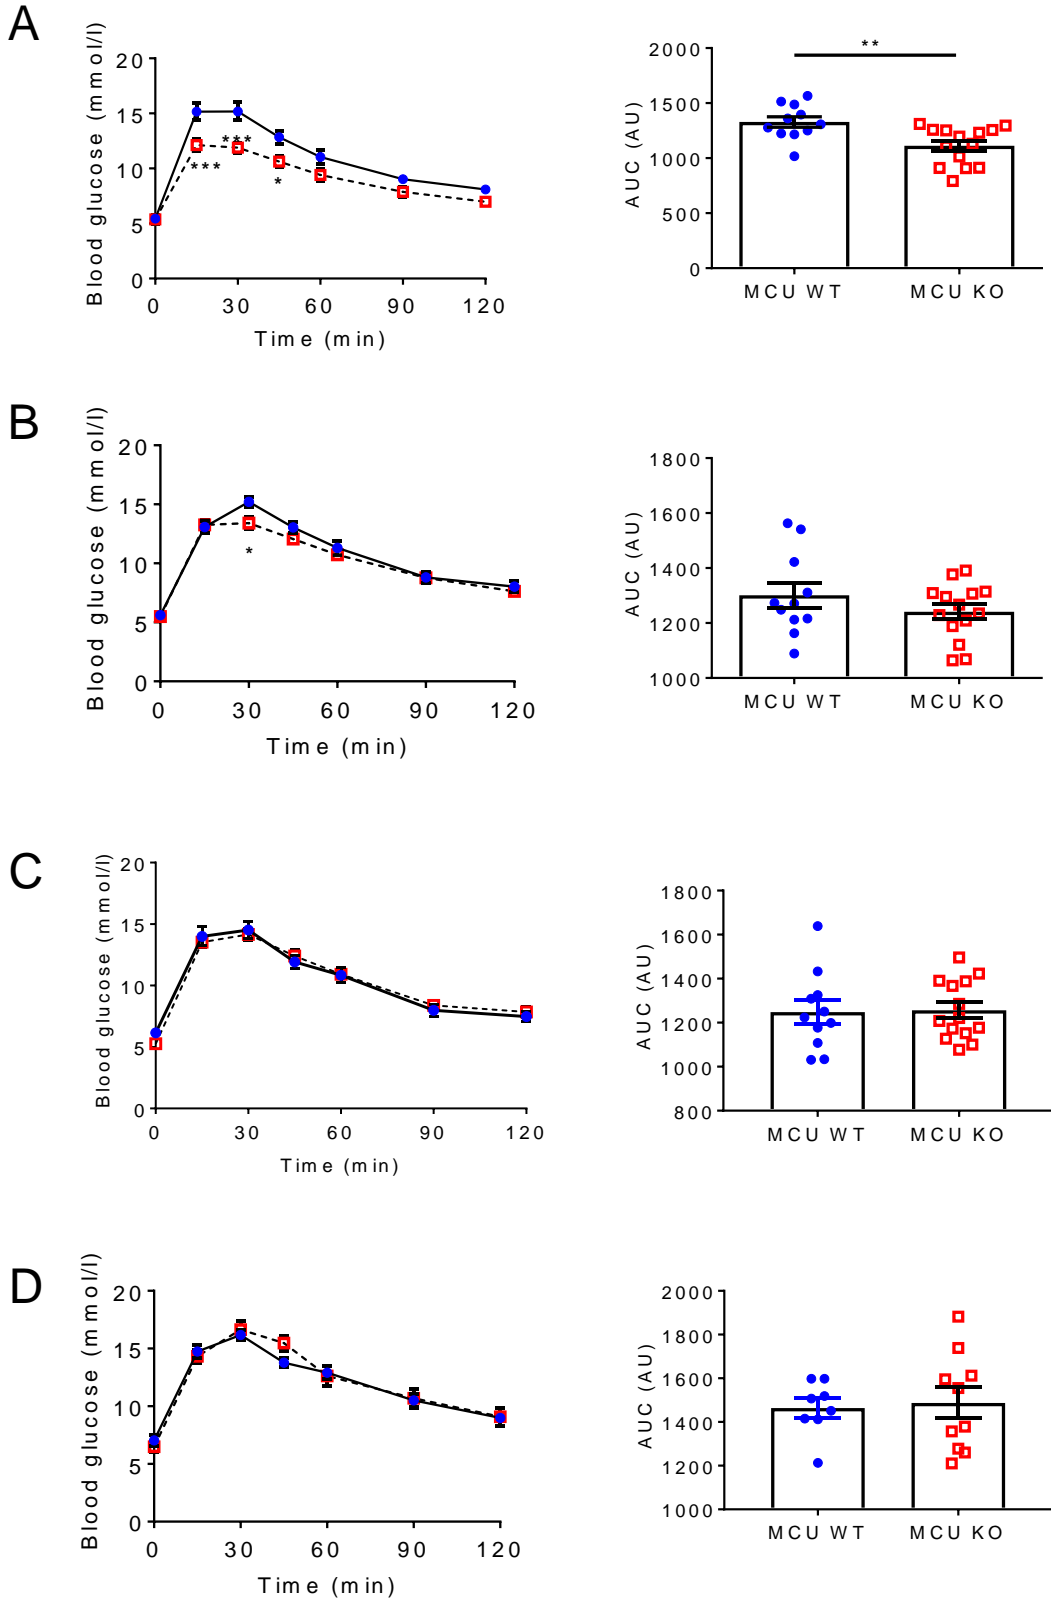 A
Blood glucose (mmol/l)
20
15
10
5
0
***
***
*
0 30 60 90 120
Time (min)
AUC (AU)
2000
1500
1000
500
0
**
MCU WT MCU KO
B
Blood glucose (mmol/l)
20
15
10
5
0
*
0 30 60 90 120
Time (min)
AUC (AU)
1800
1600
1400
1200
1000
MCU WT MCU KO
C
Blood glucose (mmol/l)
20
15
10
5
0
0 30 60 90 120
Time (min)
AUC (AU)
1800
1600
1400
1200
1000
800
MCU WT MCU KO
D
Blood glucose (mmol/l)
20
15
10
5
0
0 30 60 90 120
Time (min)
AUC (AU)
2000
1800
1600
1400
1200
1000
MCU WT MCU KO